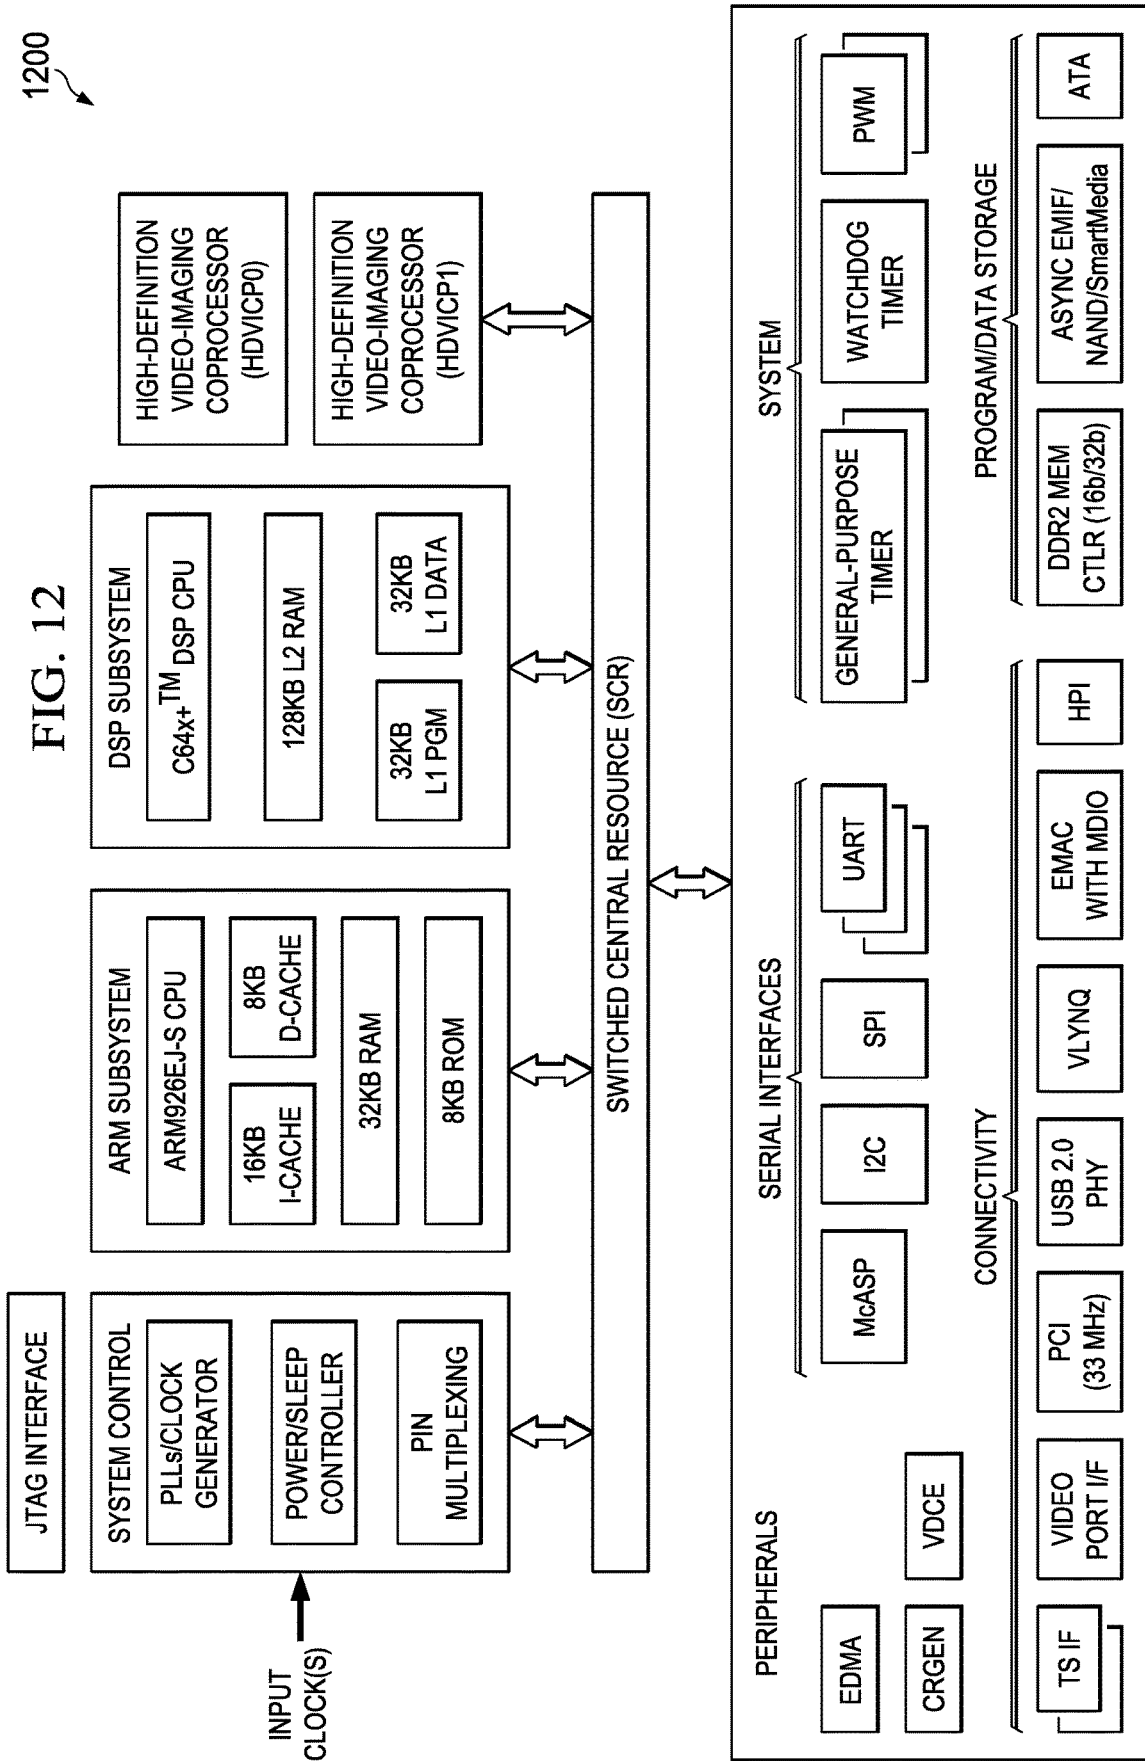 FIG. 12
1200
JTAG INTERFACE
INPUT
CLOCK(S)
SYSTEM CONTROL
PLLs/CLOCK
GENERATOR
POWER/SLEEP
CONTROLLER
PIN
MULTIPLEXING
ARM SUBSYSTEM
ARM926EJ-S CPU
16KB
I-CACHE
8KB
D-CACHE
32KB RAM
8KB ROM
DSP SUBSYSTEM
C64x+TM DSP CPU
128KB L2 RAM
32KB
L1 PGM
32KB
L1 DATA
HIGH-DEFINITION
VIDEO-IMAGING
COPROCESSOR
(HDVICP0)
HIGH-DEFINITION
VIDEO-IMAGING
COPROCESSOR
(HDVICP1)
SWITCHED CENTRAL RESOURCE (SCR)
PERIPHERALS
EDMA
CRGEN
VDCE
SERIAL INTERFACES
McASP
I2C
SPI
UART
SYSTEM
GENERAL-PURPOSE
TIMER
WATCHDOG
TIMER
PWM
CONNECTIVITY
TS IF
VIDEO
PORT I/F
PCI
(33 MHz)
USB 2.0
PHY
VLYNQ
EMAC
WITH MDIO
HPI
PROGRAM/DATA STORAGE
DDR2 MEM
CTLR (16b/32b)
ASYNC EMIF/
NAND/SmartMedia
ATA